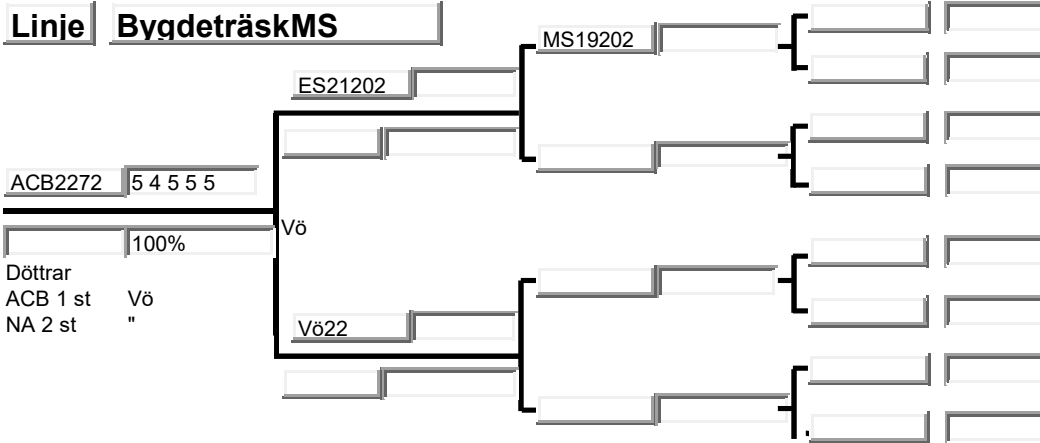 Linje BygdeträskMS
MS19202
ES21202
ACB2272 5 4 5 5 5
Vö
100%
Döttrar
ACB 1 st Vö
NA 2 st "
Vö22